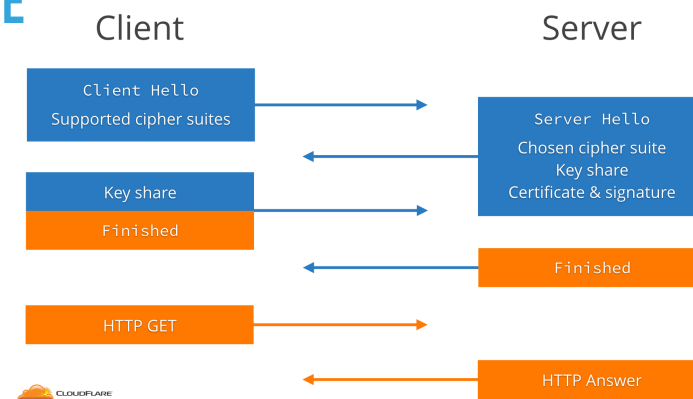 E
Client
Server
Client Hello
Supported cipher suites
Server Hello
Chosen cipher suite
Key share
Certificate & signature
Key share
Finished
Finished
HTTP GET
HTTP Answer
CLOUDFLARE